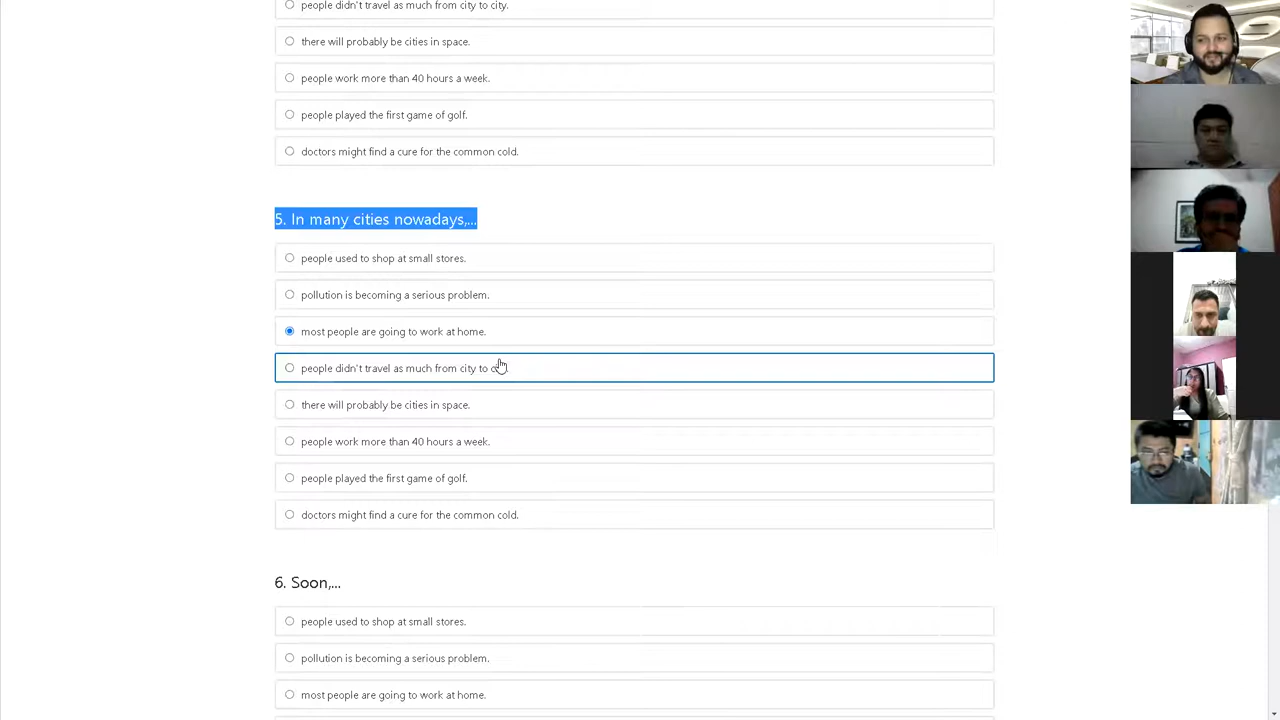 people didn't travel as much from city to city.
there will probably be cities in space.
people work more than 40 hours a week.
people played the first game of golf.
doctors might find a cure for the common cold.
5. In many cities nowadays,...
people used to shop at small stores.
pollution is becoming a serious problem.
most people are going to work at home.
people didn't travel as much from city to
there will probably be cities in space.
people work more than 40 hours a week.
people played the first game of golf.
doctors might find a cure for the common cold.
6. Soon,...
people used to shop at small stores.
pollution is becoming a serious problem.
most people are going to work at home.